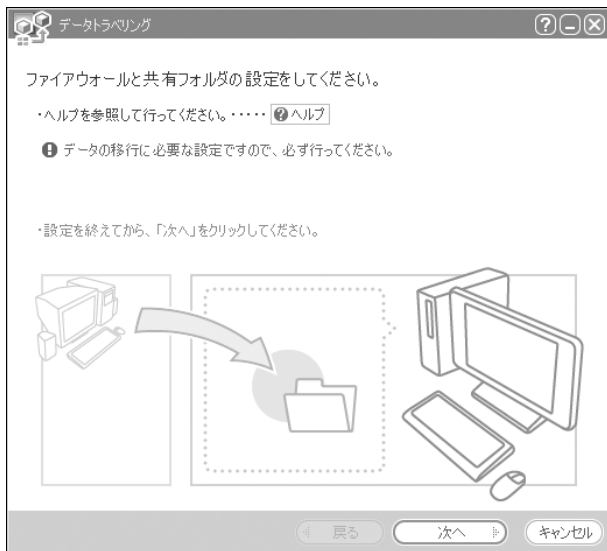 データトラベリング
ファイアウォールと共有フォルダの設定をしてください。
・ヘルプを参照して行ってください。・・・・・ ヘルプ
データの移行に必要な設定ですので、必ず行ってください。
・設定を終えてから、「次へ」をクリックしてください。
戻る 次へ キャンセル